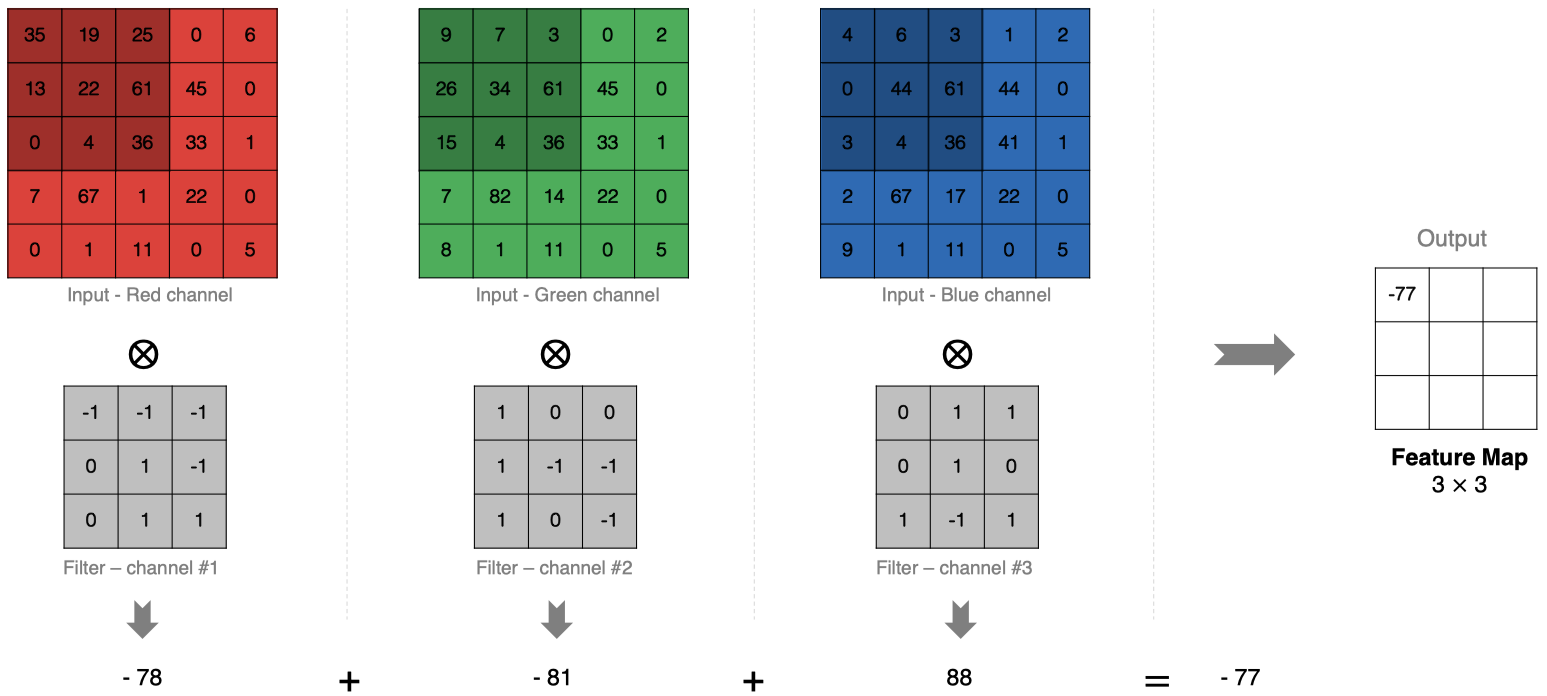 35 19 25 0 6
13 22 61 45 0
0 4 36 33 1
7 67 1 22 0
0 1 11 0 5
Input - Red channel
9 7 3 0 2
26 34 61 45 0
15 4 36 33 1
7 82 14 22 0
8 1 11 0 5
Input - Green channel
4 6 3 1 2
0 44 61 44 0
3 4 36 41 1
2 67 17 22 0
9 1 11 0 5
Input - Blue channel
-1 -1 -1
0 1 -1
0 1 1
Filter – channel #1
1 0 0
1 -1 -1
1 0 -1
Filter – channel #2
0 1 1
0 1 0
1 -1 1
Filter – channel #3
Output
-77
Feature Map
3 × 3
- 78 + - 81 + 88 = - 77